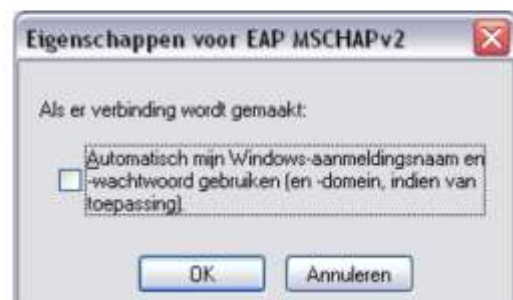 Eigenschappen voor EAP MSCHAPv2
Als er verbinding wordt gemaakt:
Automatisch mijn Windows-aanmeldingsnaam en
-wachtwoord gebruiken (en -domein, indien van
toepassing).
OK Annuleren